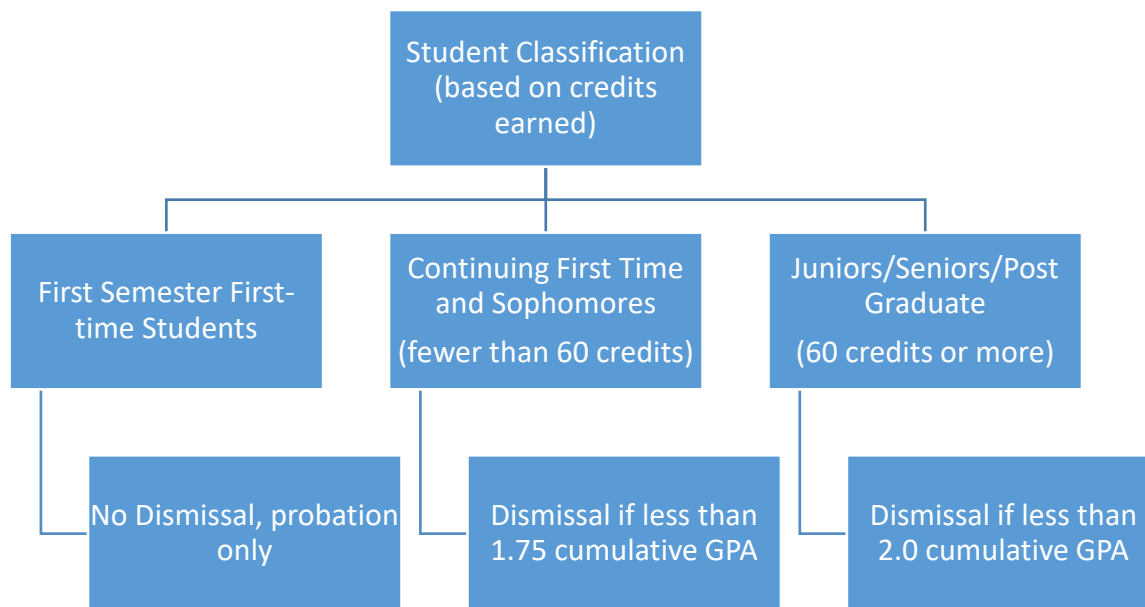 Student Classification
(based on credits
earned)
First Semester First-
time Students
Continuing First Time
and Sophomores
(fewer than 60 credits)
Juniors/Seniors/Post
Graduate
(60 credits or more)
No Dismissal, probation
only
Dismissal if less than
1.75 cumulative GPA
Dismissal if less than
2.0 cumulative GPA